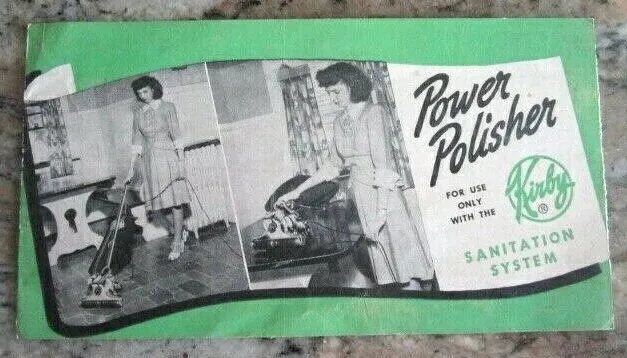 Power
Polisher
FOR USE
ONLY
WITH THE
Kirby
SANITATION
SYSTEM